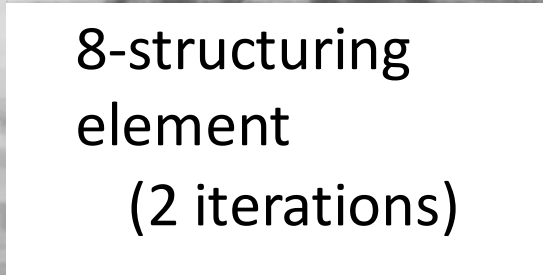 8-structuring
element
(2 iterations)